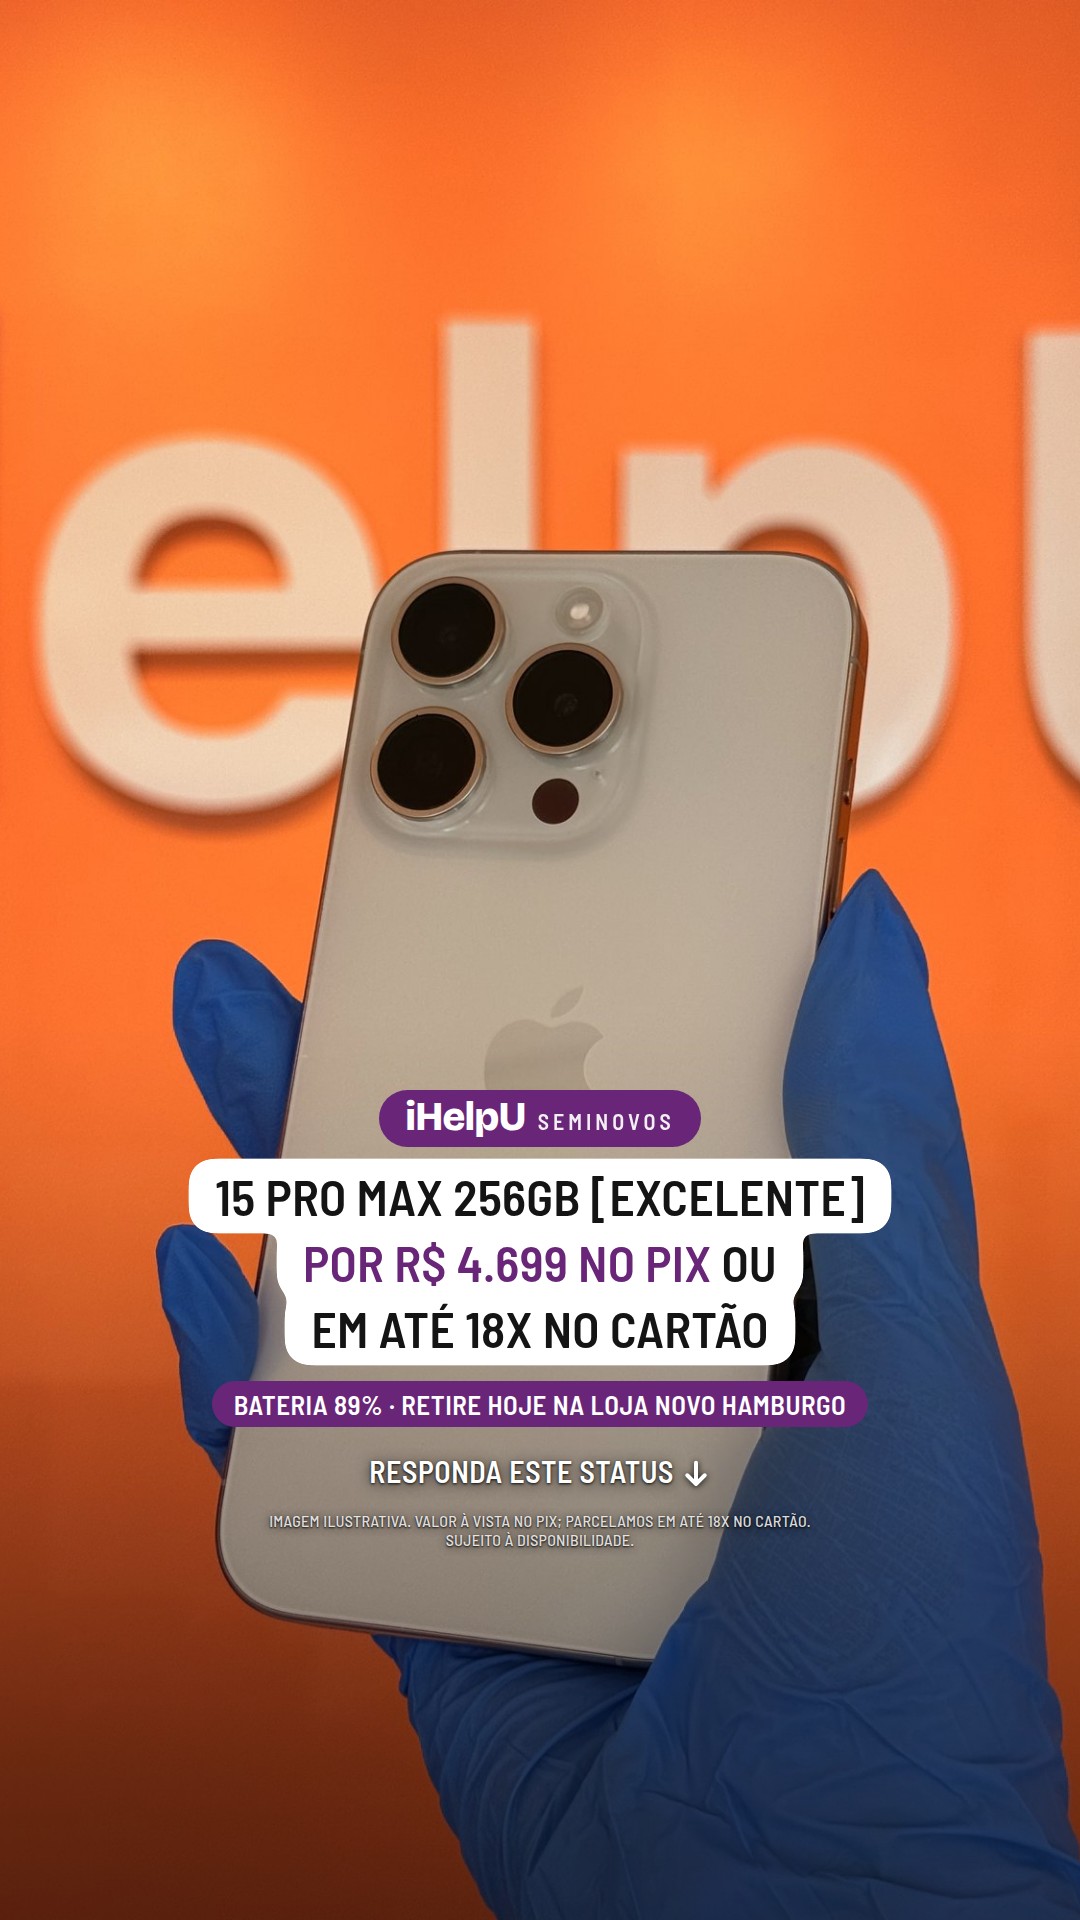 elpU
iHelpU SEMINOVOS
15 PRO MAX 256GB [EXCELENTE]
POR R$ 4.699 NO PIX OU
EM ATÉ 18X NO CARTÃO
BATERIA 89% · RETIRE HOJE NA LOJA NOVO HAMBURGO
RESPONDA ESTE STATUS ↓
IMAGEM ILUSTRATIVA. VALOR À VISTA NO PIX; PARCELAMOS EM ATÉ 18X NO CARTÃO.
SUJEITO À DISPONIBILIDADE.